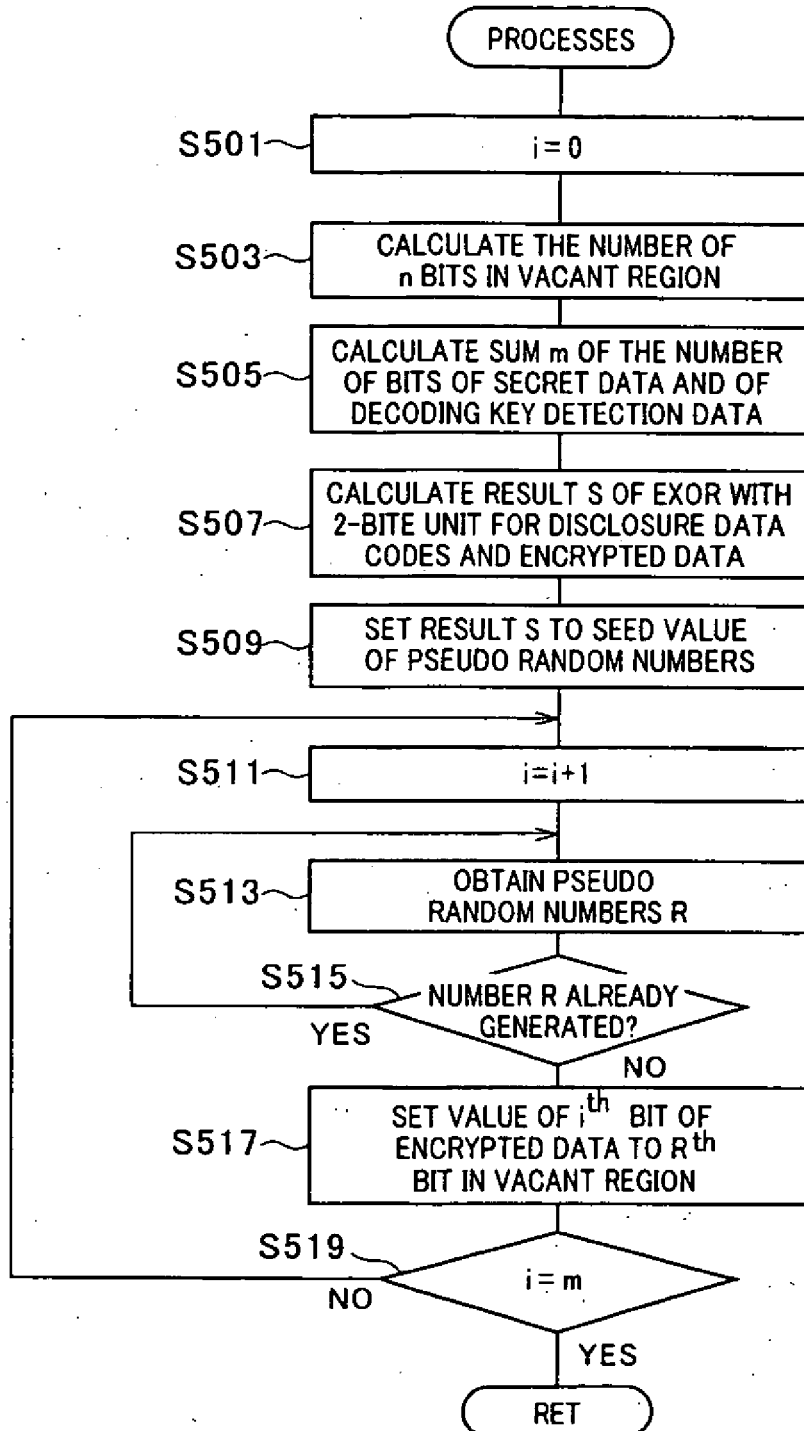 PROCESSES
S501
i=0
S503
CALCULATE THE NUMBER OF
n BITS IN VACANT REGION
S505
CALCULATE SUM m OF THE NUMBER
OF BITS OF SECRET DATA AND OF
DECODING KEY DETECTION DATA
S507
CALCULATE RESULT S OF EXOR WITH
2-BITE UNIT FOR DISCLOSURE DATA
CODES AND ENCRYPTED DATA
S509
SET RESULT S TO SEED VALUE
OF PSEUDO RANDOM NUMBERS
S511
i=i+1
S513
OBTAIN PSEUDO
RANDOM NUMBERS R
S515
NUMBER R ALREADY
GENERATED?
YES
NO
S517
SET VALUE OF ith BIT OF
ENCRYPTED DATA TO Rth
BIT IN VACANT REGION
S519
i=m
NO
YES
RET